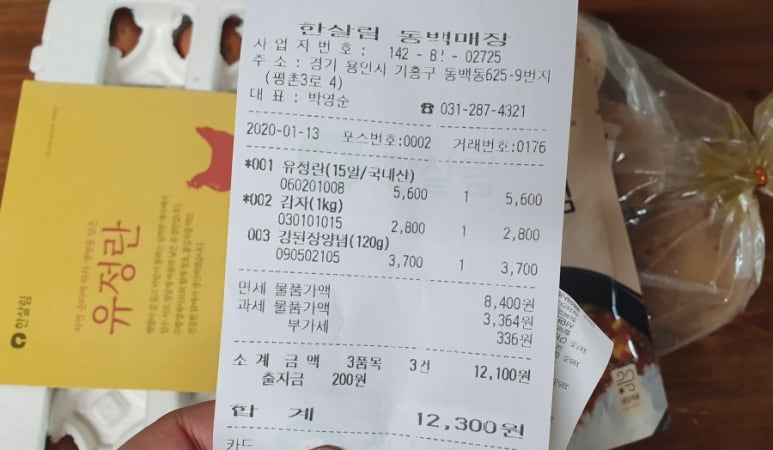 한살림 동백매장
사 업 자 번 호 : 142 - 8 - 02725
주 소 : 경기 용인시 기흥구 동백동625-9번지
(평촌3로 4)
대 표 : 박영순 ☎ 031-287-4321
2020-01-13 포스번호:0002 거래번호:0176
*001 유정란(15알/국내산)
060201008 5,600 1 5,600
*002 감자(1kg)
030101015 2,800 1 2,800
003 강된장양념(120g)
090502105 3,700 1 3,700
면세 물품가액 8,400원
과세 물품가액 3,364원
부가세 336원
소 계 금 액 3품목 3건 12,100원
출자금 200원
합 계 12,300원
카드
유정란
한살림